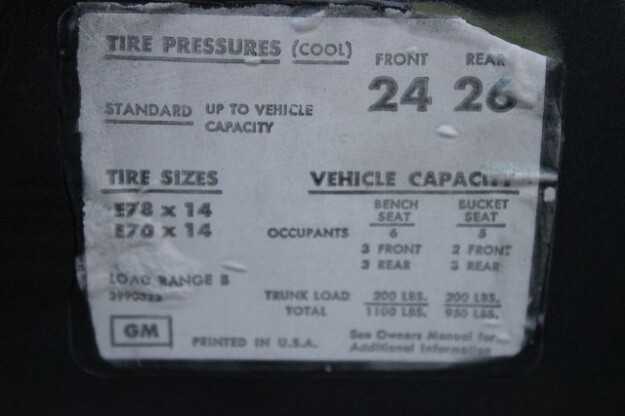 TIRE PRESSURES (COOL) FRONT REAR
STANDARD UP TO VEHICLE 24 26
CAPACITY
TIRE SIZES VEHICLE CAPACITY
E78 x 14 BENCH SEAT BUCKET SEAT
E70 x 14 OCCUPANTS 6 5
3 FRONT 2 FRONT
3 REAR 3 REAR
LOAD RANGE B
TRUNK LOAD 200 LBS. 200 LBS.
TOTAL 1100 LBS. 950 LBS.
GM PRINTED IN U.S.A. See Owners Manual for
Additional Information